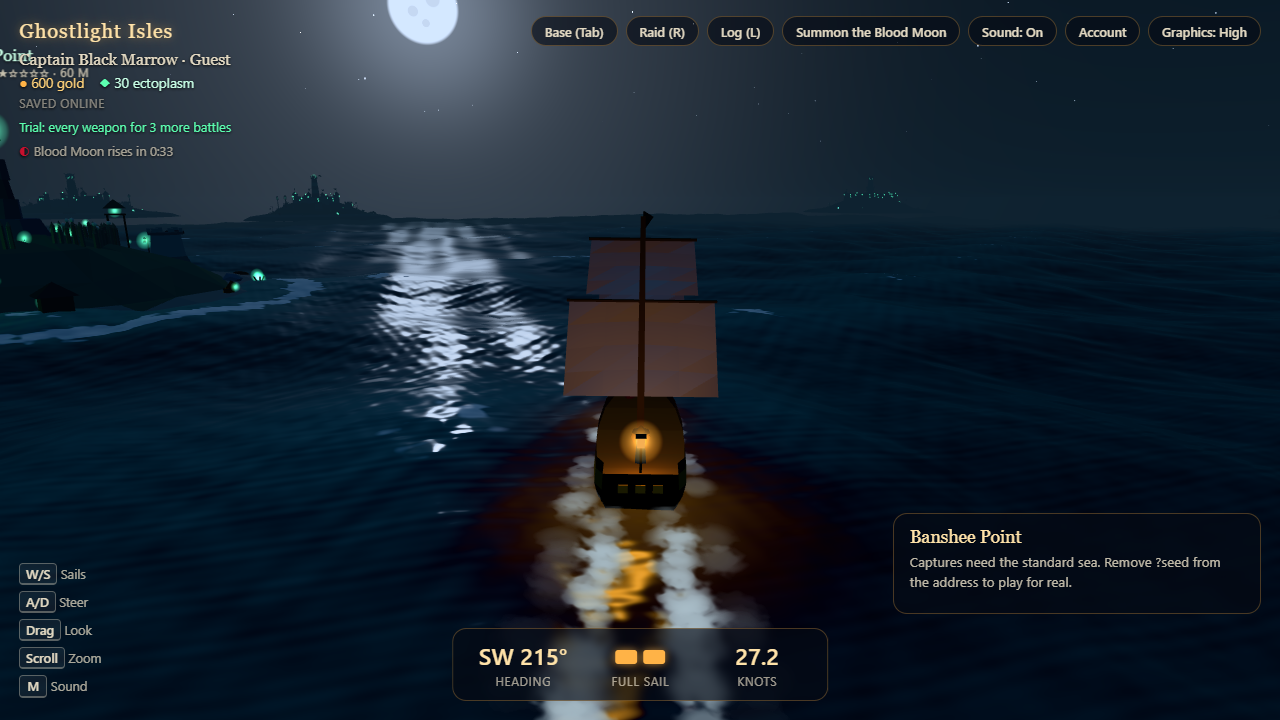 Ghostlight Isles
Point
Captain Black Marrow · Guest
★☆☆☆☆ · 60 M
600 gold 30 ectoplasm
SAVED ONLINE
Trial: every weapon for 3 more battles
Blood Moon rises in 0:33
Base (Tab)
Raid (R)
Log (L)
Summon the Blood Moon
Sound: On
Account
Graphics: High
Banshee Point
Captures need the standard sea. Remove ?seed from
the address to play for real.
W/S Sails
A/D Steer
Drag Look
Scroll Zoom
M Sound
SW 215° 27.2
HEADING FULL SAIL KNOTS